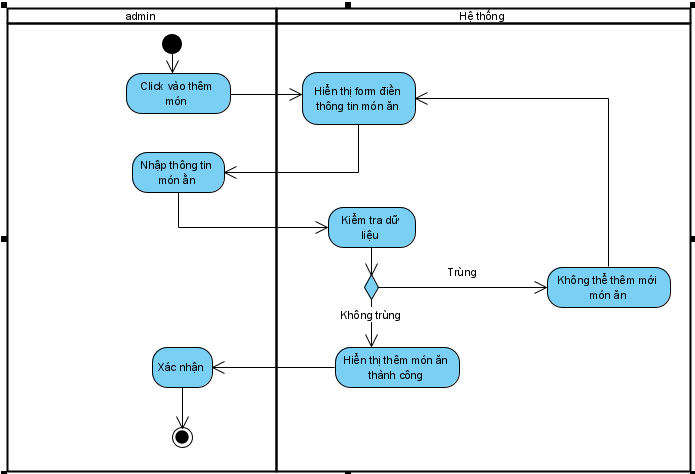 admin
Hệ thống
Click vào thêm
món
Hiển thị form điền
thông tin món ăn
Nhập thông tin
món ăn
Kiểm tra dữ
liệu
Trùng
Không thể thêm mới
món ăn
Không trùng
Hiển thị thêm món ăn
thành công
Xác nhận